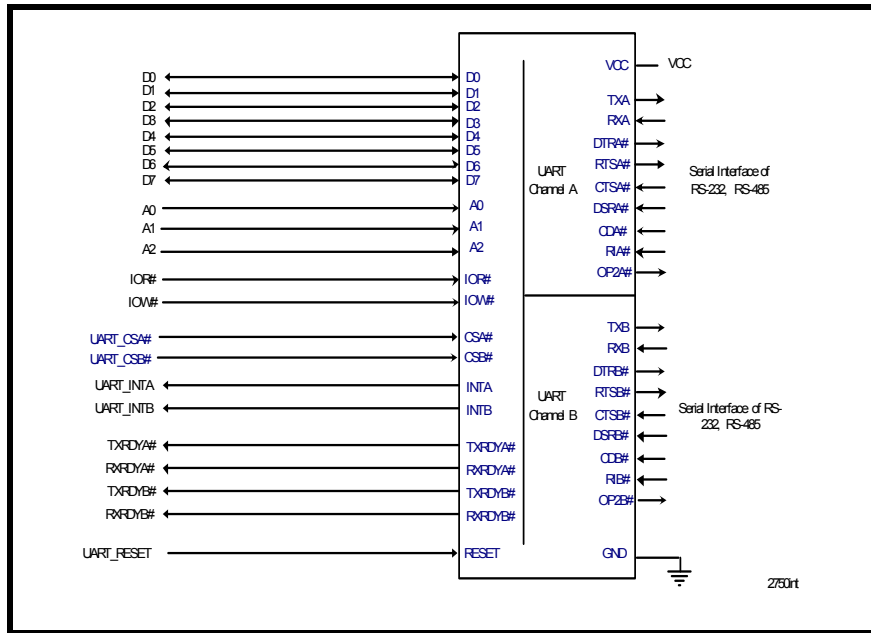 D0
D1
D2
D3
D4
D5
D6
D7
A0
A1
A2
IOR#
IOW#
UART_CSA#
UART_CSB#
UART_INTA
UART_INTB
TXRDYA#
RXRDYA#
TXRDYB#
RXRDYB#
UART_RESET
D0
D1
D2
D3
D4
D5
D6
D7
A0
A1
A2
IOR#
IOW#
CSA#
CSB#
INTA
INTB
TXRDYA#
RXRDYA#
TXRDYB#
RXRDYB#
RESET
UART
Channel A
UART
Channel B
VCC
TXA
RXA
DTRA#
RTSA#
CTSA#
DSRA#
CDA#
RIA#
OP2A#
TXB
RXB
DTRB#
RTSB#
CTSB#
DSRB#
CDB#
RIB#
OP2B#
GND
VCC
Serial Interface of
RS-232, RS-485
Serial Interface of RS-
232, RS-485
2750int